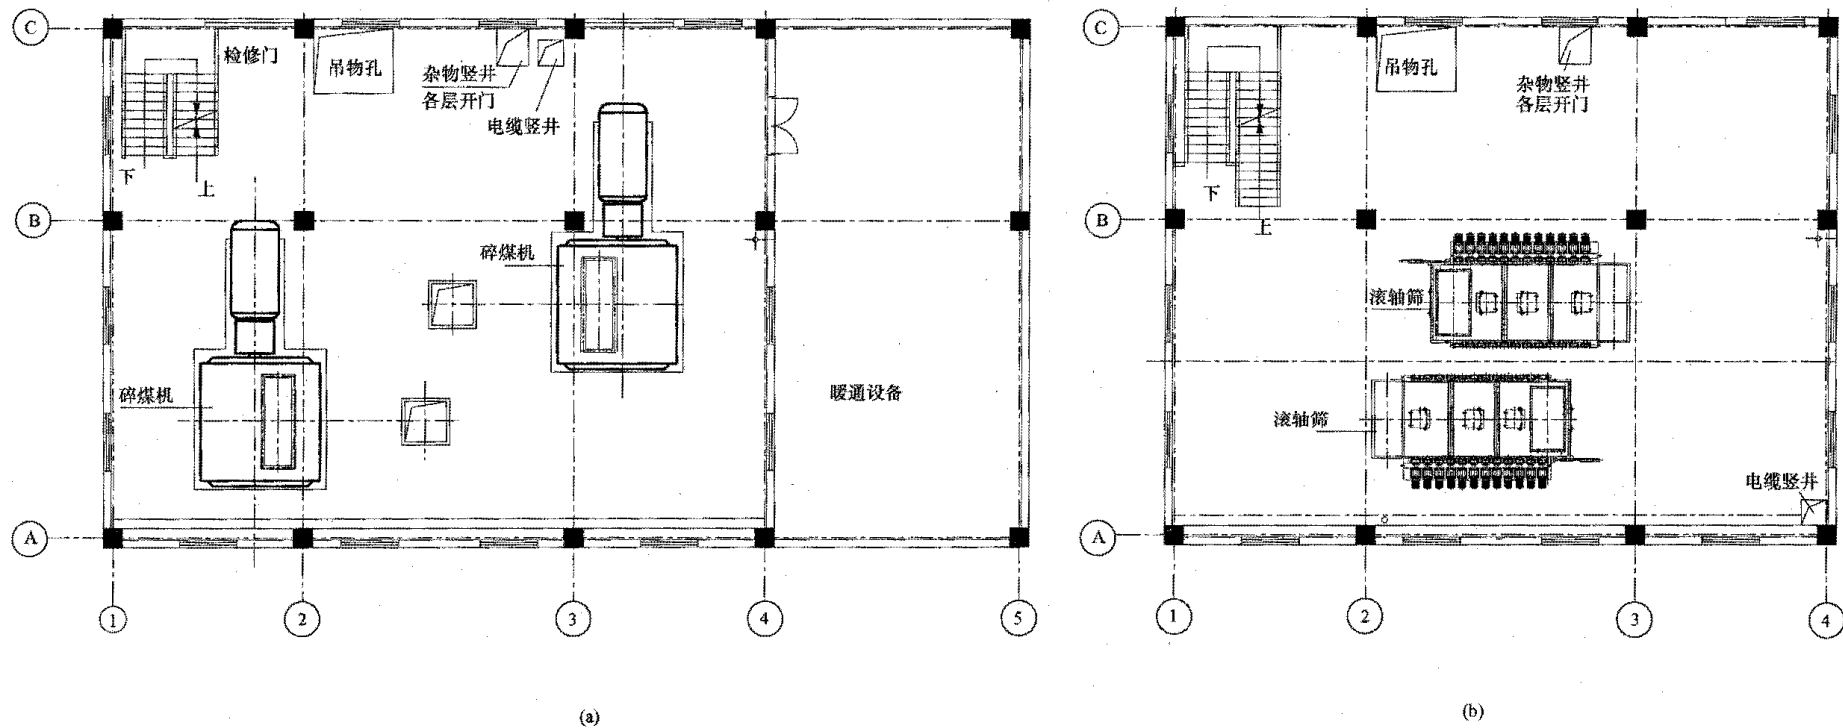 C
检修门
吊物孔
杂物竖井
各层开门
电缆竖井
下
上
B
碎煤机
碎煤机
暖通设备
A
1
2
3
4
5
(a)
C
吊物孔
杂物竖井
各层开门
下
上
B
滚轴筛
滚轴筛
电缆竖井
A
1
2
3
4
(b)